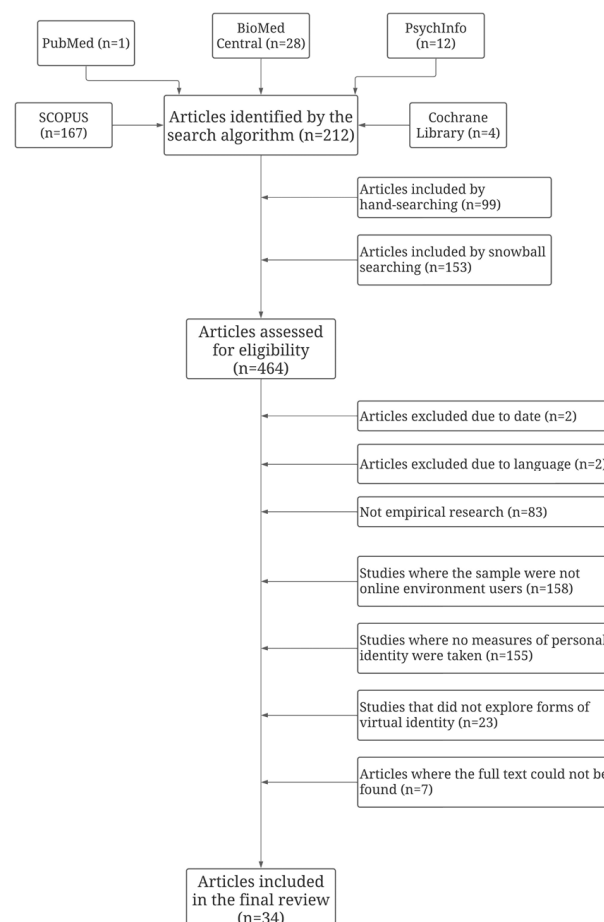 PubMed (n=1)
BioMed
Central (n=28)
PsychInfo
(n=12)
SCOPUS
(n=167)
Articles identified by the
search algorithm (n=212)
Cochrane
Library (n=4)
Articles included by
hand-searching (n=99)
Articles included by snowball
searching (n=153)
Articles assessed
for eligibility
(n=464)
Articles excluded due to date (n=2)
Articles excluded due to language (n=2)
Not empirical research (n=83)
Studies where the sample were not
online environment users (n=158)
Studies where no measures of personal
identity were taken (n=155)
Studies that did not explore forms of
virtual identity (n=23)
Articles where the full text could not be
found (n=7)
Articles included
in the final review
(n=34)